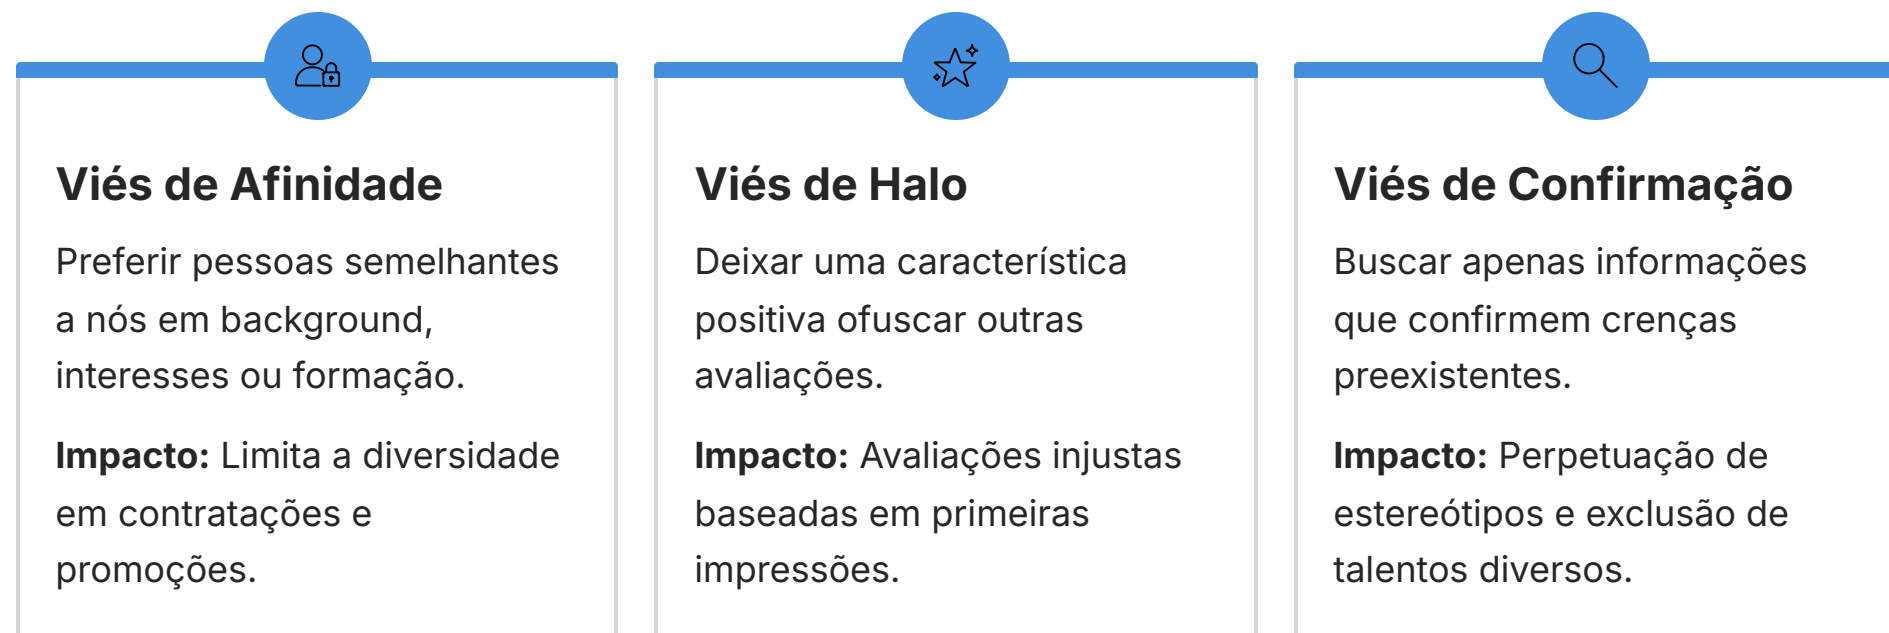 Viés de Afinidade
Preferir pessoas semelhantes
a nós em background,
interesses ou formação.
Impacto: Limita a diversidade
em contratações e
promoções.
Viés de Halo
Deixar uma característica
positiva ofuscar outras
avaliações.
Impacto: Avaliações injustas
baseadas em primeiras
impressões.
Viés de Confirmação
Buscar apenas informações
que confirmem crenças
preexistentes.
Impacto: Perpetuação de
estereótipos e exclusão de
talentos diversos.